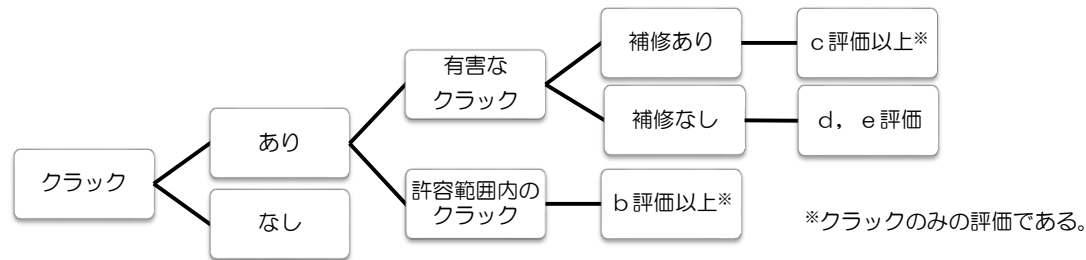 クラック
あり
なし
有害な
クラック
許容範囲内の
クラック
補修あり
補修なし
b評価以上※
c評価以上※
d，e評価
※クラックのみの評価である。